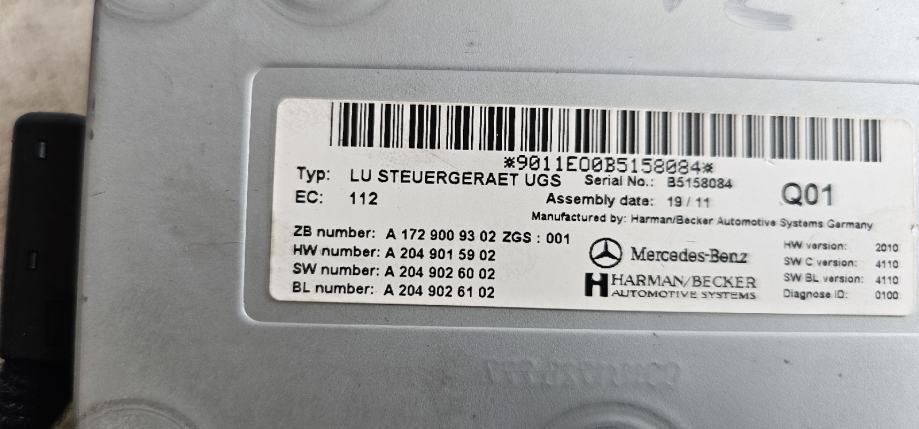 *9011E00B5158084*
Typ: LU STEUERGERAET UGS Serial No.: B5158084 Q01
EC: 112 Assembly date: 19 / 11
Manufactured by: Harman/Becker Automotive Systems Germany
ZB number: A 172 900 93 02 ZGS : 001
HW number: A 204 901 59 02
SW number: A 204 902 60 02
BL number: A 204 902 61 02
Mercedes-Benz
HARMAN/BECKER
AUTOMOTIVE SYSTEMS
HW version: 2010
SW C version: 4110
SW BL version: 4110
Diagnose ID: 0100